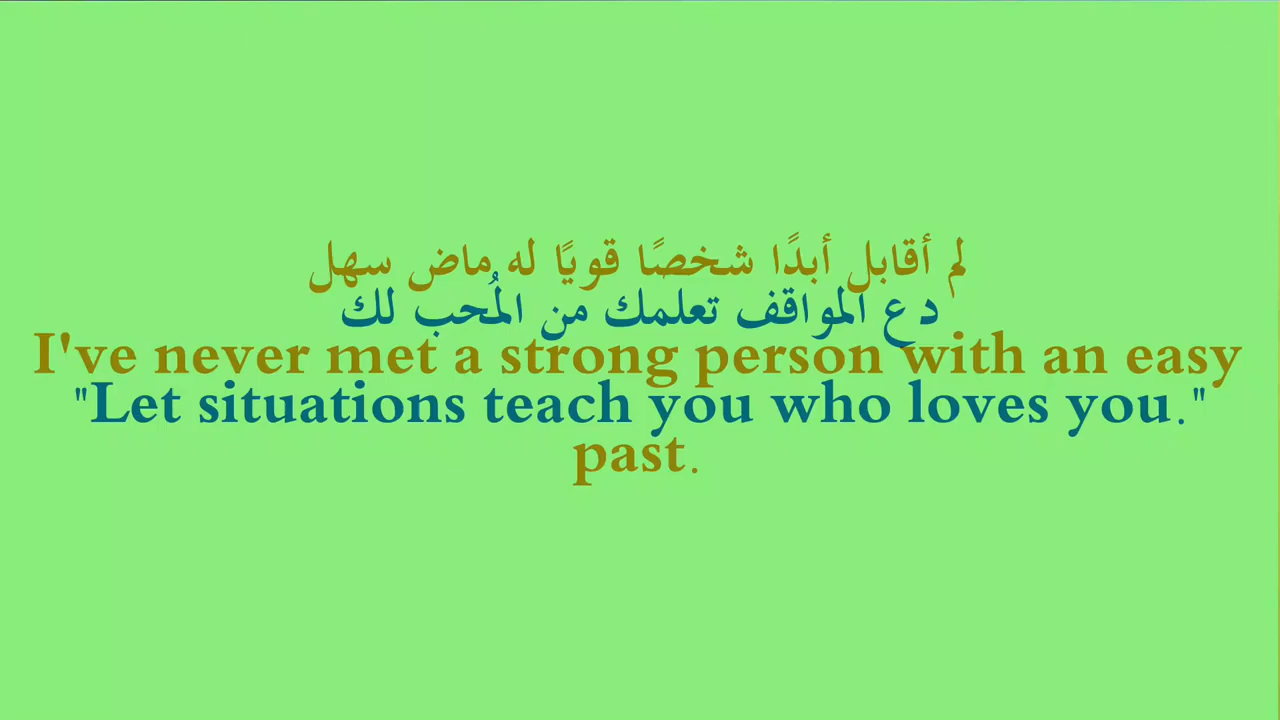 لم أقابل أبدًا شخصًا قويًا له ماض سهل
دع المواقف تعلمك من المُحب لك
I've never met a strong person with an easy
"Let situations teach you who loves you."
past.